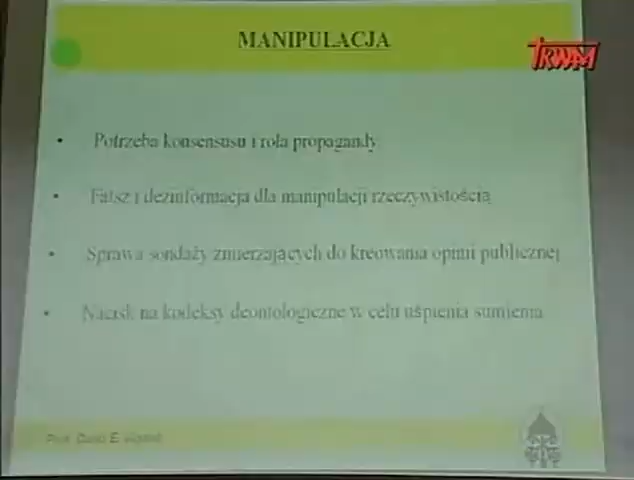 MANIPULACJA
TRWAM
• Potrzeba konsensusu i rola propagandy
• Fałsz i dezinformacja dla manipulacji rzeczywistością
• Sprawa sondaży zmierzających do kreowania opinii publicznej
• Nacisk na kodeksy deontologiczne w celu uśpienia sumienia
Prof. E.